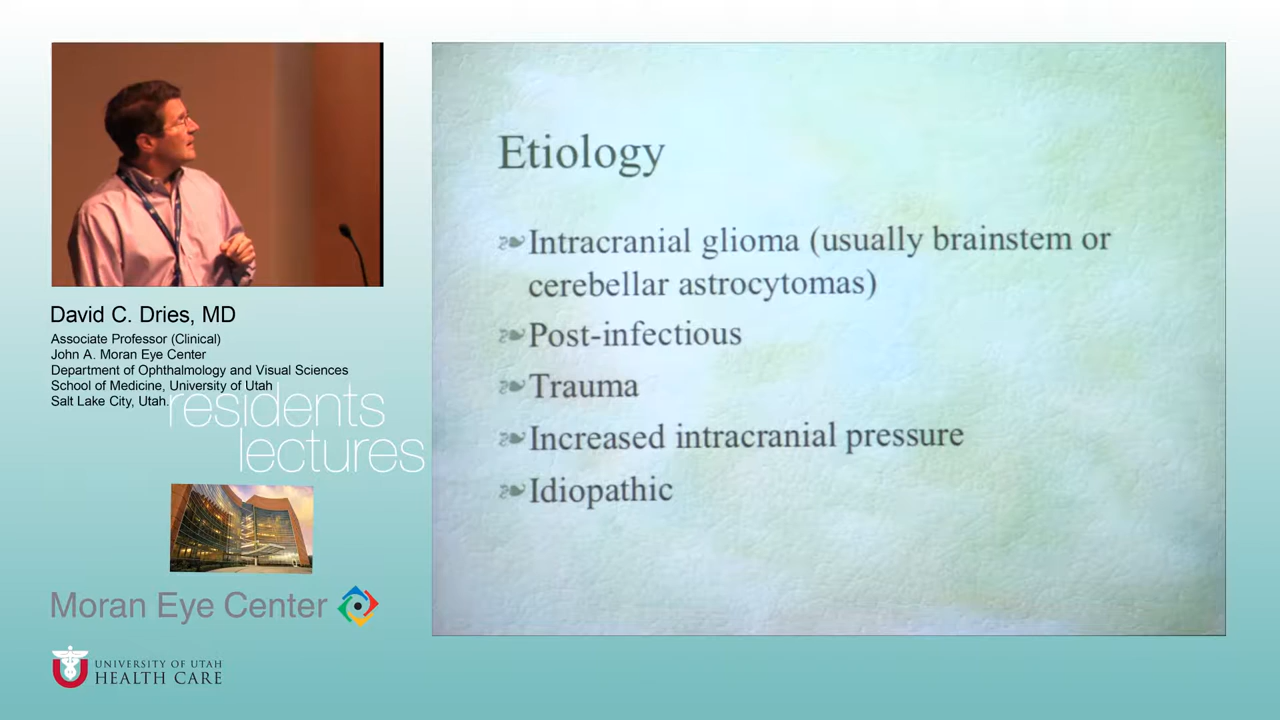 David C. Dries, MD
Associate Professor (Clinical)
John A. Moran Eye Center
Department of Ophthalmology and Visual Sciences
School of Medicine, University of Utah
Salt Lake City, Utah.
residents
lectures
Moran Eye Center
UNIVERSITY OF UTAH
HEALTH CARE
Etiology
Intracranial glioma (usually brainstem or
cerebellar astrocytomas)
Post-infectious
Trauma
Increased intracranial pressure
Idiopathic